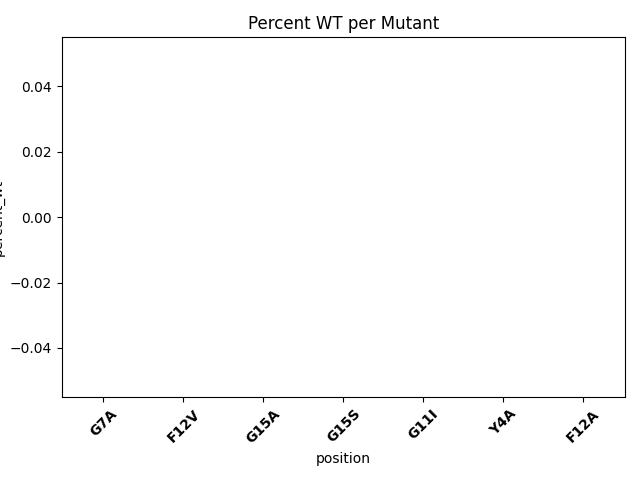 Percent WT per Mutant
0.04
0.02
0.00
−0.02
−0.04
percent_wt
G7A
F12V
G15A
G15S
G11I
Y4A
F12A
position